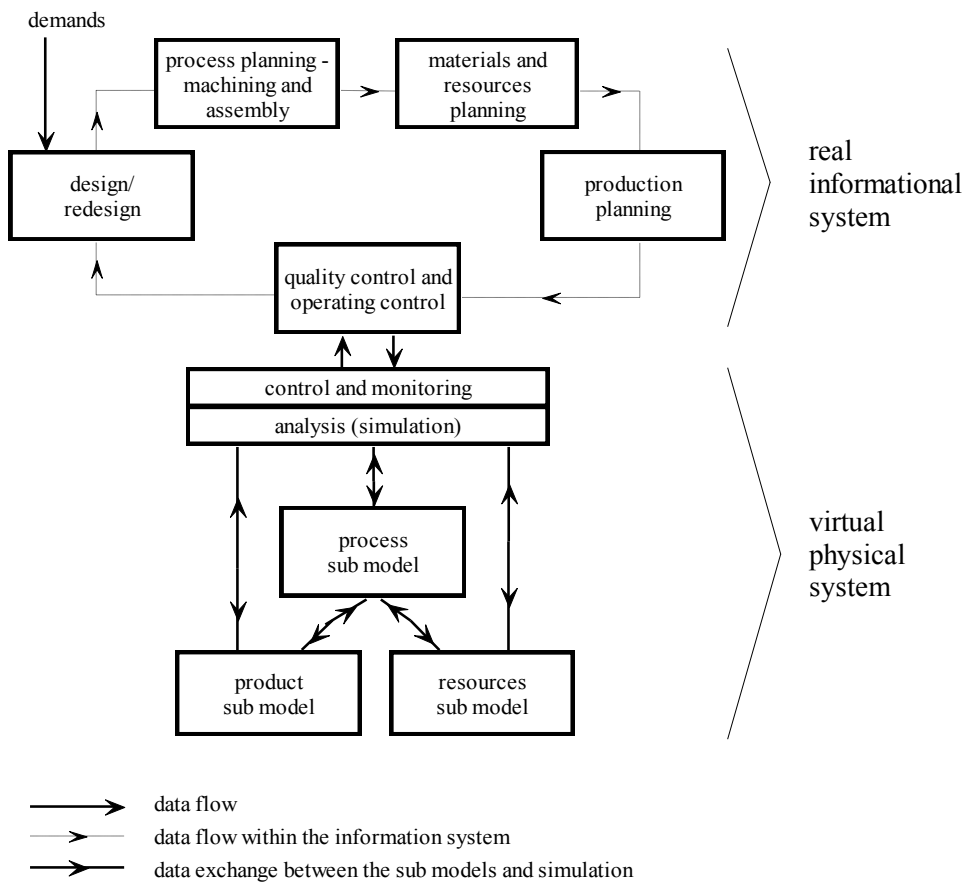 demands
process planning -
machining and
assembly
materials and
resources
planning
design/
redesign
production
planning
quality control and
operating control
real
informational
system
control and monitoring
analysis (simulation)
process
sub model
product
sub model
resources
sub model
virtual
physical
system
data flow
data flow within the information system
data exchange between the sub models and simulation